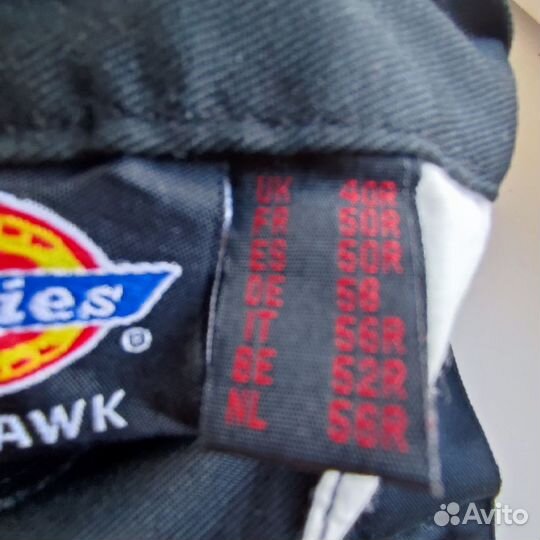 ies
®
AWK
UK 40R
FR 50R
ES 50R
DE 58
IT 56R
BE 52R
NL 56R
Avito